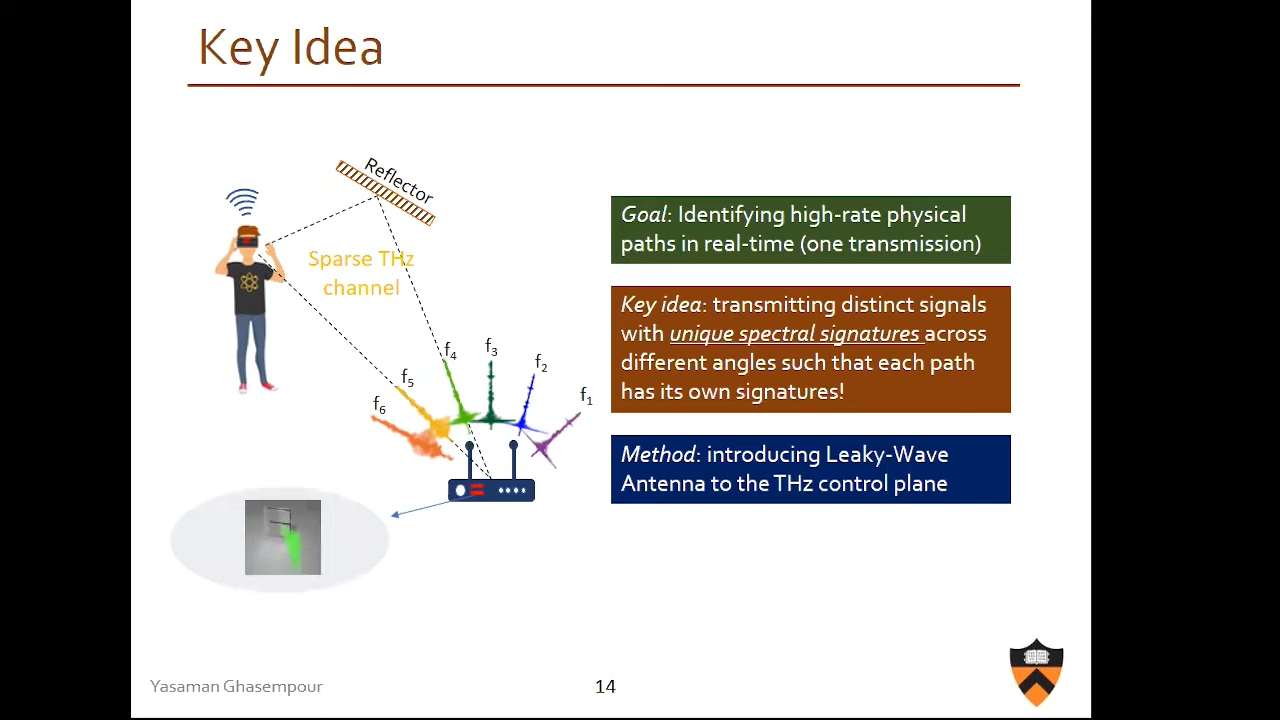 Key Idea
Reflector
Sparse THz
channel
f6
f5
f4
f3
f2
f1
Goal: Identifying high-rate physical
paths in real-time (one transmission)
Key idea: transmitting distinct signals
with unique spectral signatures across
different angles such that each path
has its own signatures!
Method: introducing Leaky-Wave
Antenna to the THz control plane
Yasaman Ghasempour
14